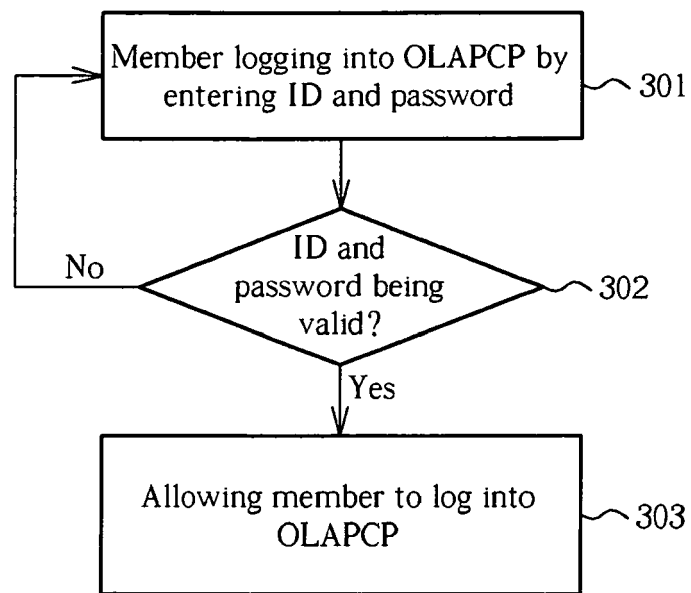 Member logging into OLAPCP by
entering ID and password
301
ID and
password being
valid?
302
No
Yes
Allowing member to log into
OLAPCP
303